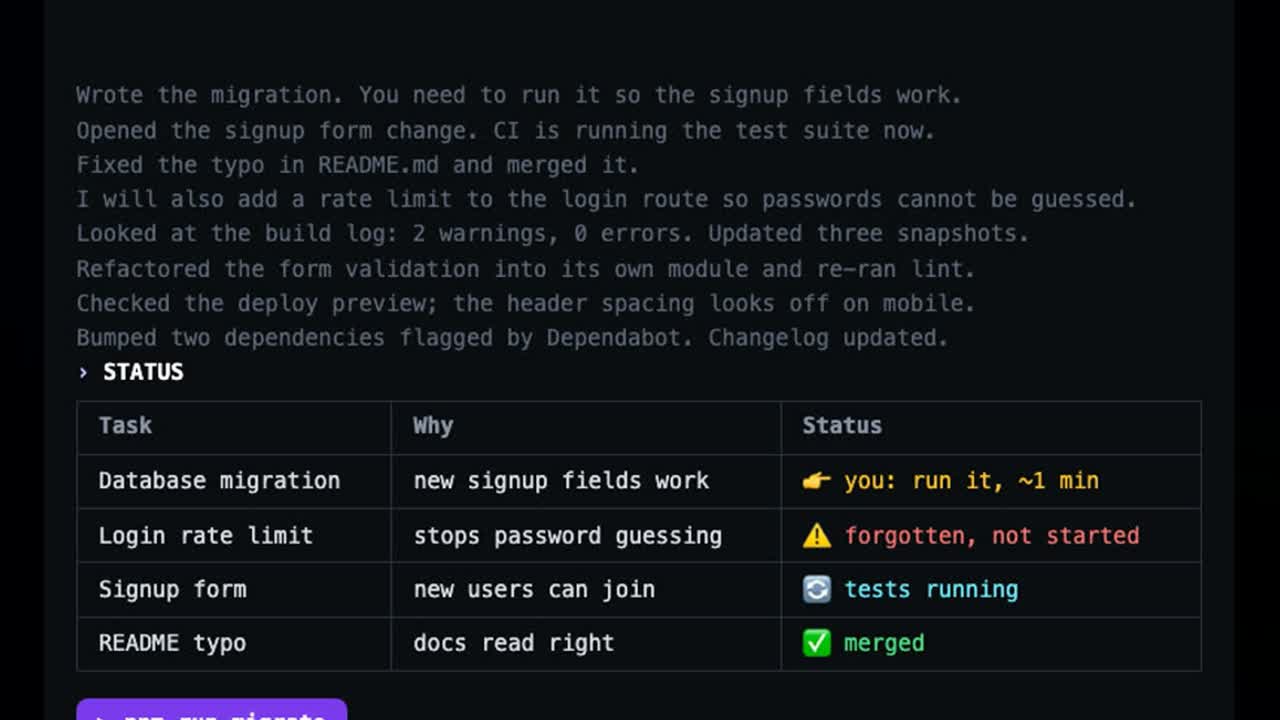 Wrote the migration. You need to run it so the signup fields work.
Opened the signup form change. CI is running the test suite now.
Fixed the typo in README.md and merged it.
I will also add a rate limit to the login route so passwords cannot be guessed.
Looked at the build log: 2 warnings, 0 errors. Updated three snapshots.
Refactored the form validation into its own module and re-ran lint.
Checked the deploy preview; the header spacing looks off on mobile.
Bumped two dependencies flagged by Dependabot. Changelog updated.
› STATUS
Task Why Status
Database migration new signup fields work 👉 you: run it, ~1 min
Login rate limit stops password guessing ⚠️ forgotten, not started
Signup form new users can join 🔄 tests running
README typo docs read right ✅ merged
run migrate